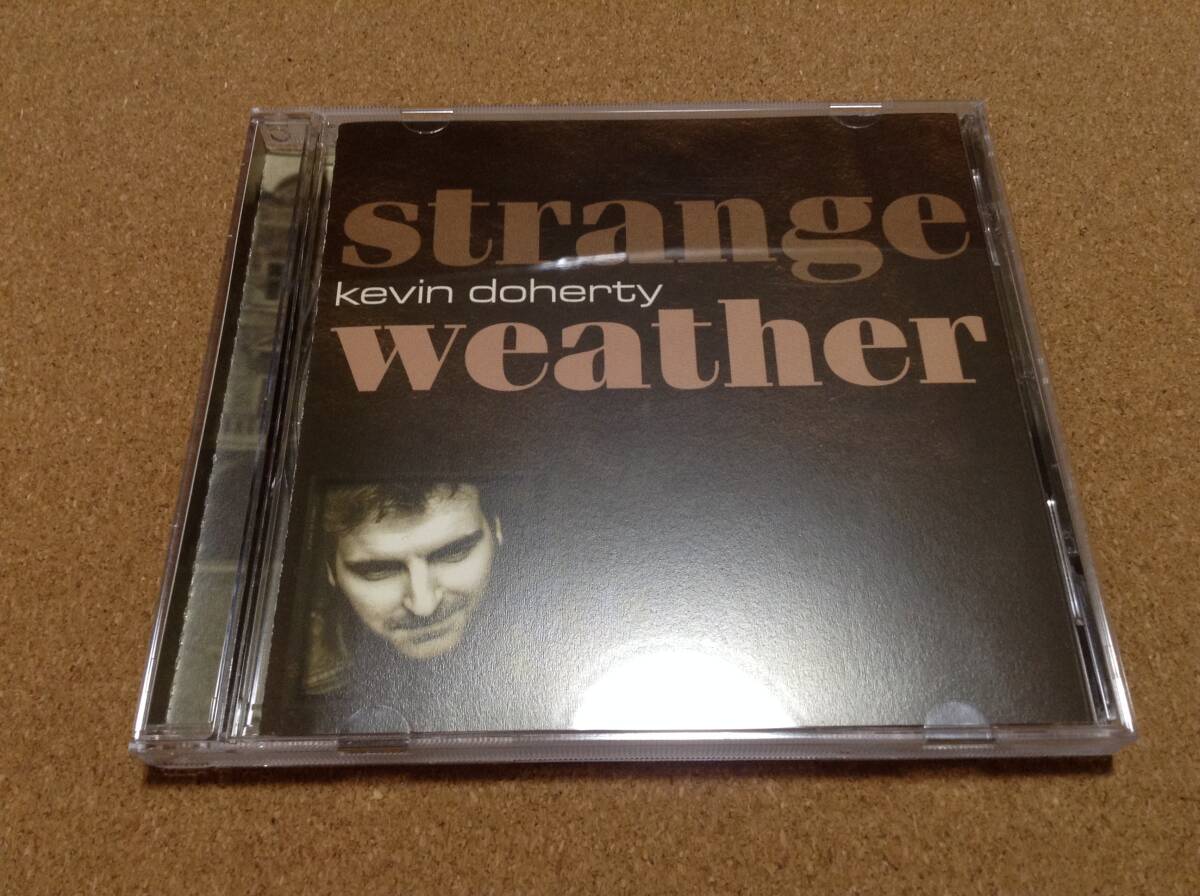 strange
kevin doherty
weather